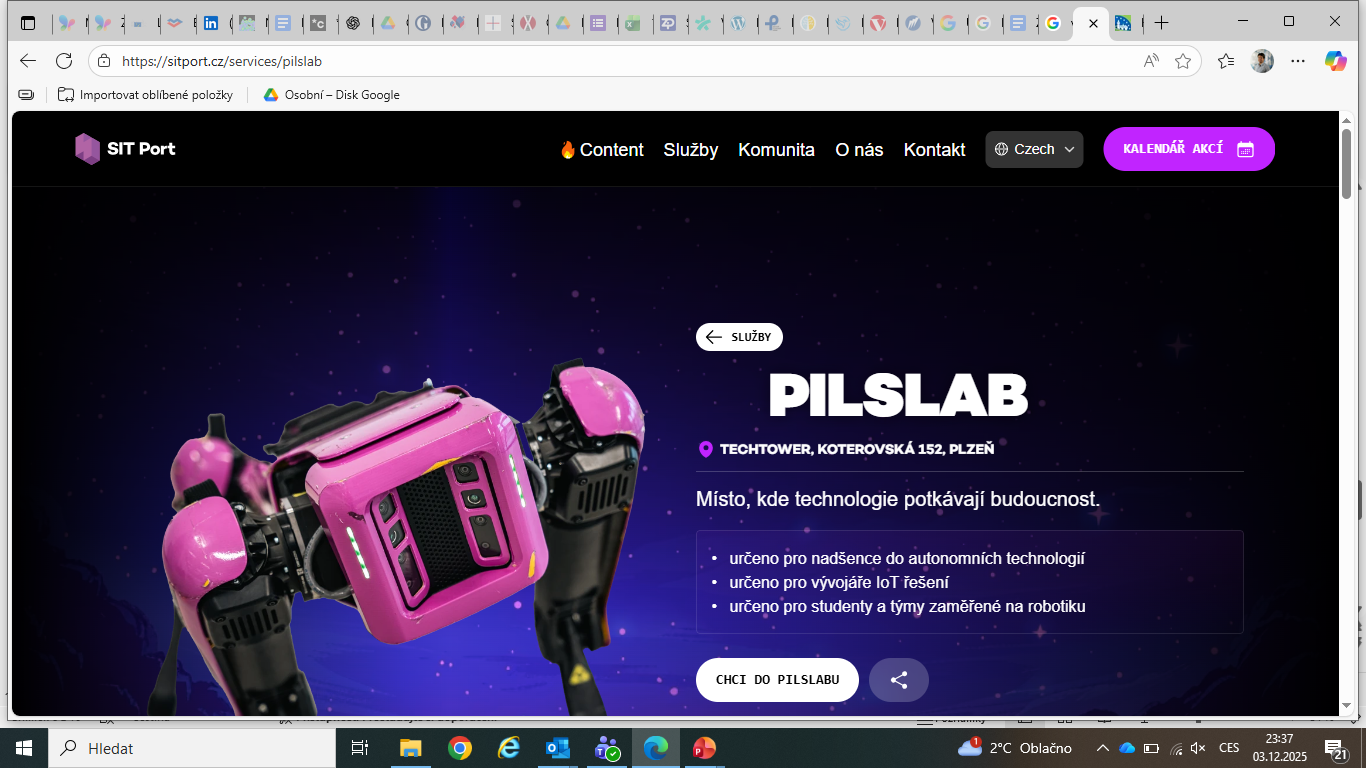 https://sitport.cz/services/pilslab
Importovat oblíbené položky
Osobní – Disk Google
SIT Port
Content
Služby
Komunita
O nás
Kontakt
Czech
KALENDÁŘ AKCÍ
SLUŽBY
PILSLAB
TECHTOWER, KOTEROVSKÁ 152, PLZEŇ
Místo, kde technologie potkávají budoucnost.
• určeno pro nadšence do autonomních technologií
• určeno pro vývojáře IoT řešení
• určeno pro studenty a týmy zaměřené na robotiku
CHCI DO PILSLABU
Hledat
2°C Oblačno
CES
23:37
03.12.2025
21